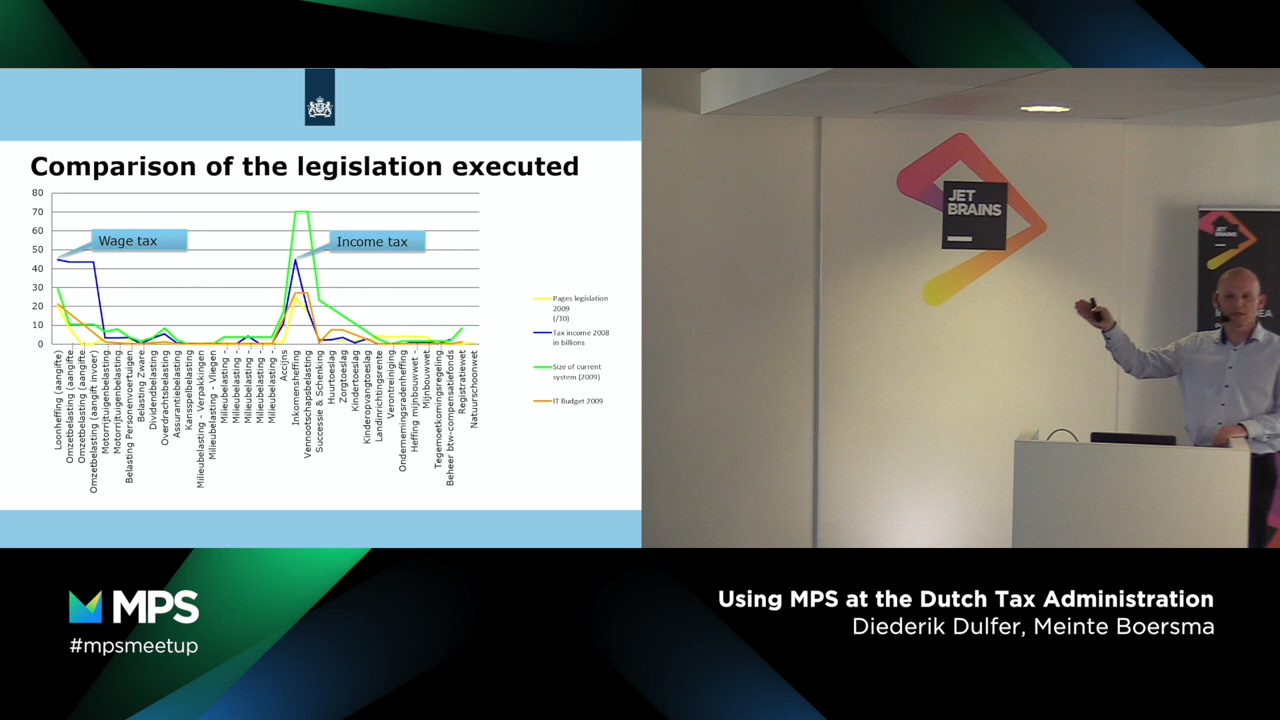 Comparison of the legislation executed
80
70
60
50
40
30
20
10
0
Wage tax
Income tax
Pages legislation
2009
(/10)
Tax income 2008
in billions
Size of current
system (2009)
IT Budget 2009
Loonheffing (aangifte)
Omzetbelasting (aangifte…
Omzetbelasting (aangifte…
Omzetbelasting (aangift invoer)
Motorrijtuigenbelasting…
Motorrijtuigenbelasting…
Belasting Personenvoertuigen…
Belasting Zware…
Dividendbelasting
Overdrachtsbelasting
Assurantiebelasting
Kansspelbelasting
Milieubelasting - Verpakkingen
Milieubelasting - Vliegen
Milieubelasting -…
Milieubelasting -…
Milieubelasting -…
Milieubelasting -…
Milieubelasting -…
Accijns
Inkomensheffing
Vennootschapsbelasting
Successie & Schenking
Huurtoeslag
Zorgtoeslag
Kindertoeslag
Kinderopvangtoeslag
Landinrichtingsrente
Verontreiniging
Ondernemingsradenheffing
Heffing mijnbouwwet -…
Mijnbouwwet
Tegemoetkomingsregeling
Beheer btw-compensatiefonds
Registratiewet
Natuurschoonwet
JET
BRAINS
JET
BRAINS
MPS
#mpsmeetup
Using MPS at the Dutch Tax Administration
Diederik Dulfer, Meinte Boersma